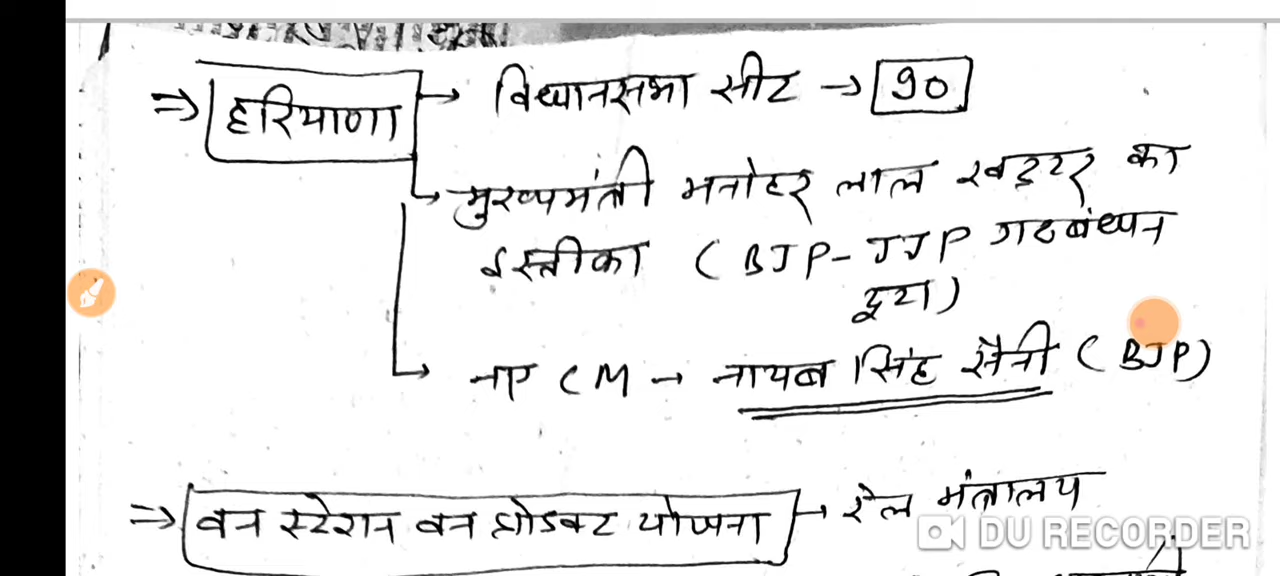 ⇒ हरियाणा → विधानसभा सीट → 90
→ मुख्यमंत्री मनोहर लाल खट्टर का
इस्तीफा (BJP-JJP गठबंधन
द्वारा)
→ नए CM → नायब सिंह सैनी (BJP)
⇒ वन स्टेशन वन प्रोडक्ट योजना → रेल मंत्रालय
DU RECORDER